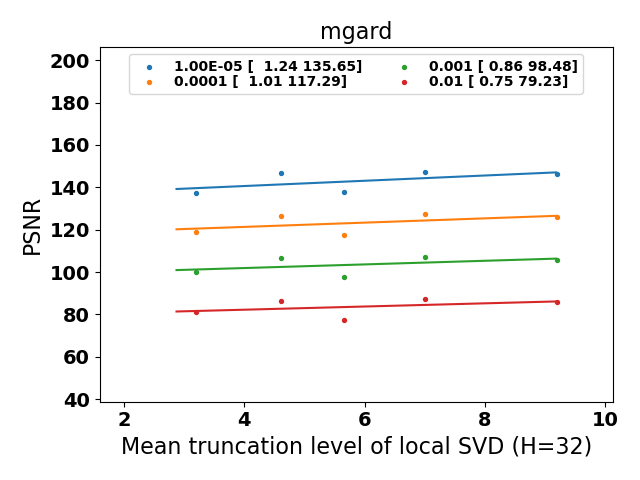 mgard
1.00E-05 [  1.24 135.65]
0.0001 [  1.01 117.29]
0.001 [ 0.86 98.48]
0.01 [ 0.75 79.23]
PSNR
200
180
160
140
120
100
80
60
40
2 4 6 8 10
Mean truncation level of local SVD (H=32)